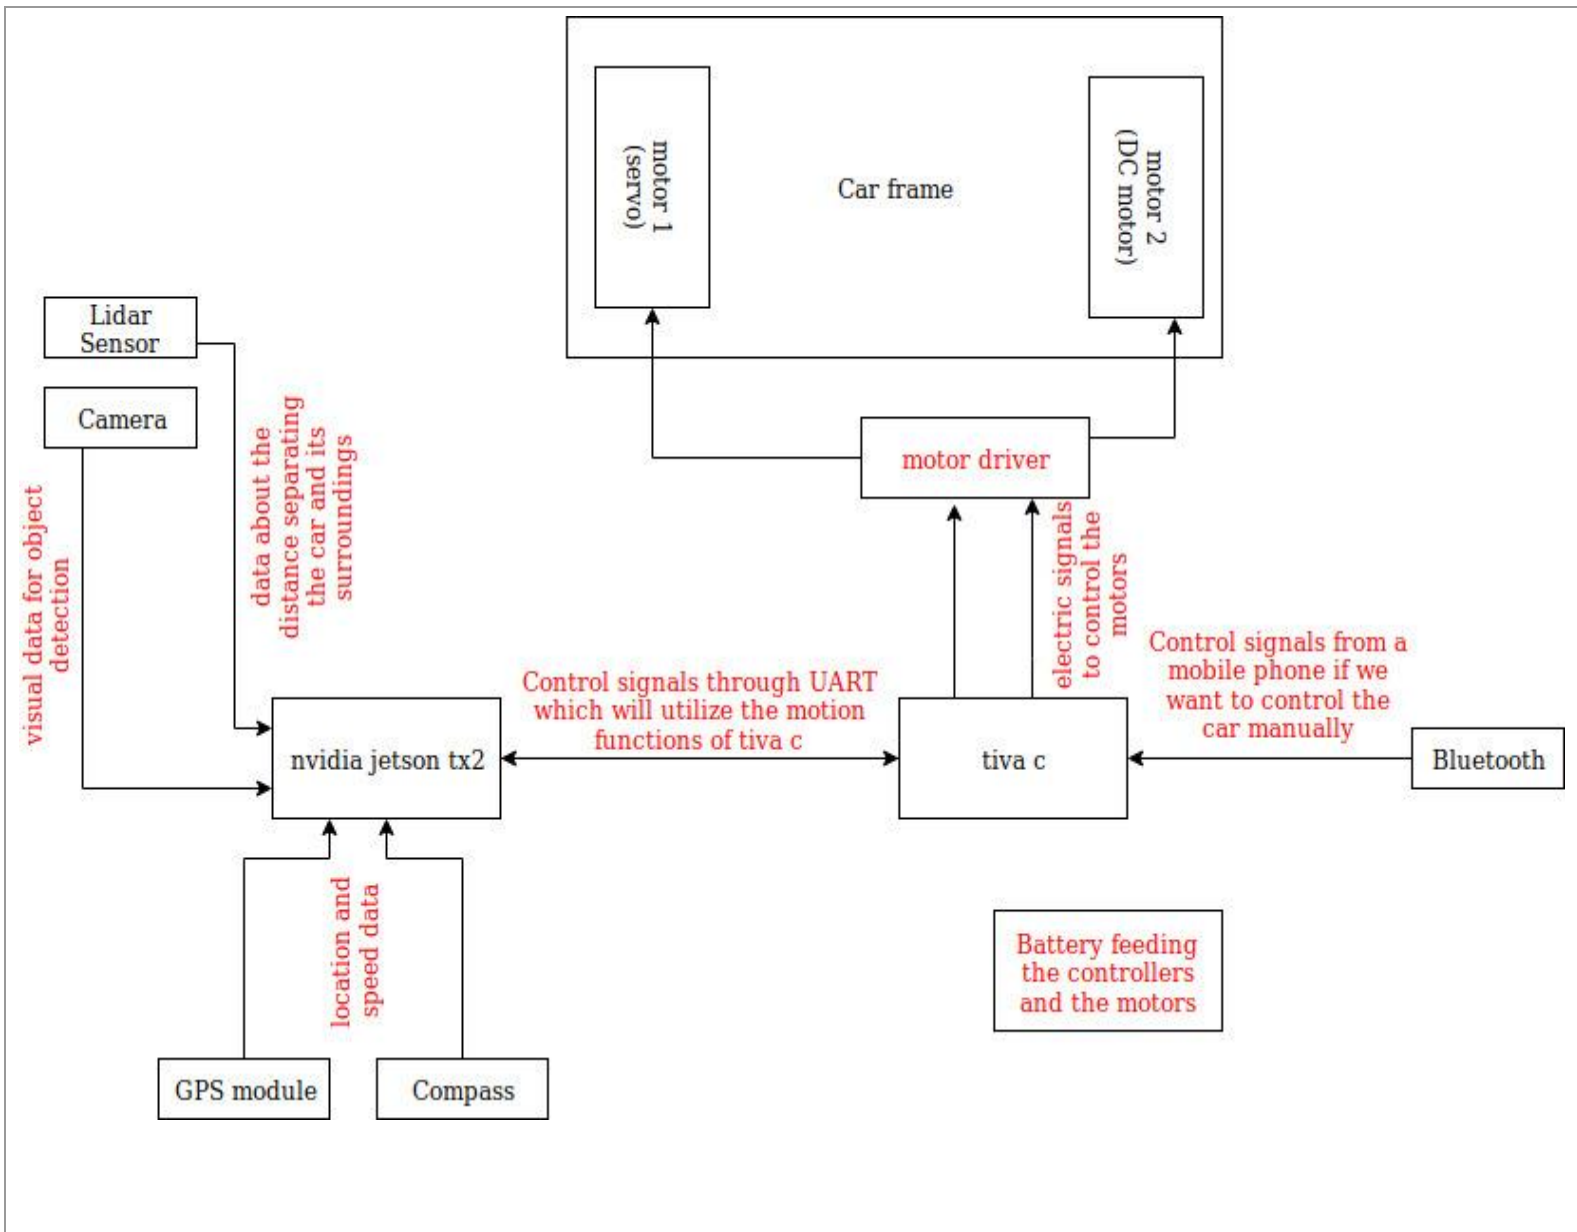 motor 1
(servo)
Car frame
motor 2
(DC motor)
Lidar
Sensor
Camera
data about the
distance separating
the car and its
surroundings
visual data for object
detection
motor driver
electric signals
to control the
motors
Control signals through UART
which will utilize the motion
functions of tiva c
Control signals from a
mobile phone if we
want to control the
car manually
nvidia jetson tx2
tiva c
Bluetooth
location and
speed data
Battery feeding
the controllers
and the motors
GPS module
Compass